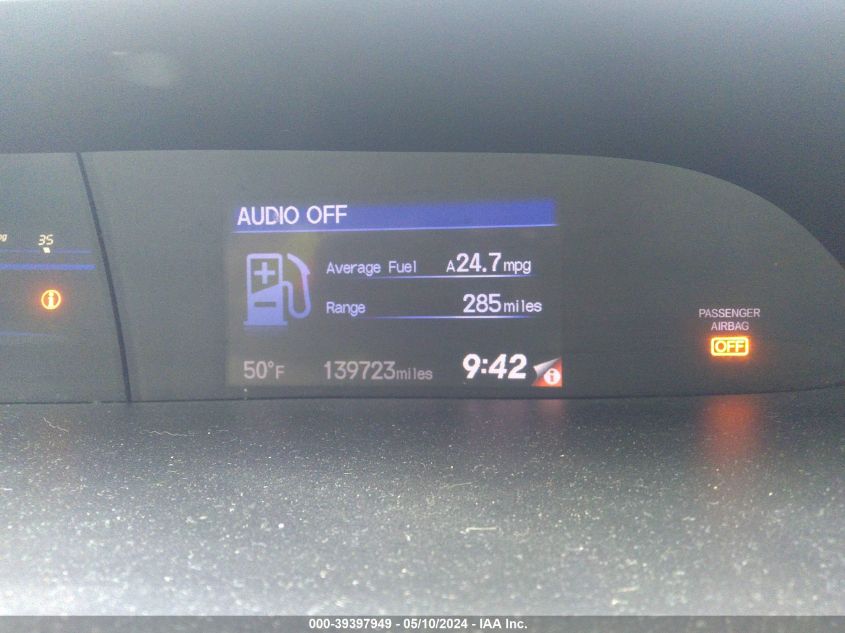 AUDIO OFF
35
Average Fuel A24.7mpg
Range 285miles
PASSENGER
AIRBAG
OFF
50°F 139723miles 9:42
000-39397949 - 05/10/2024 - IAA Inc.